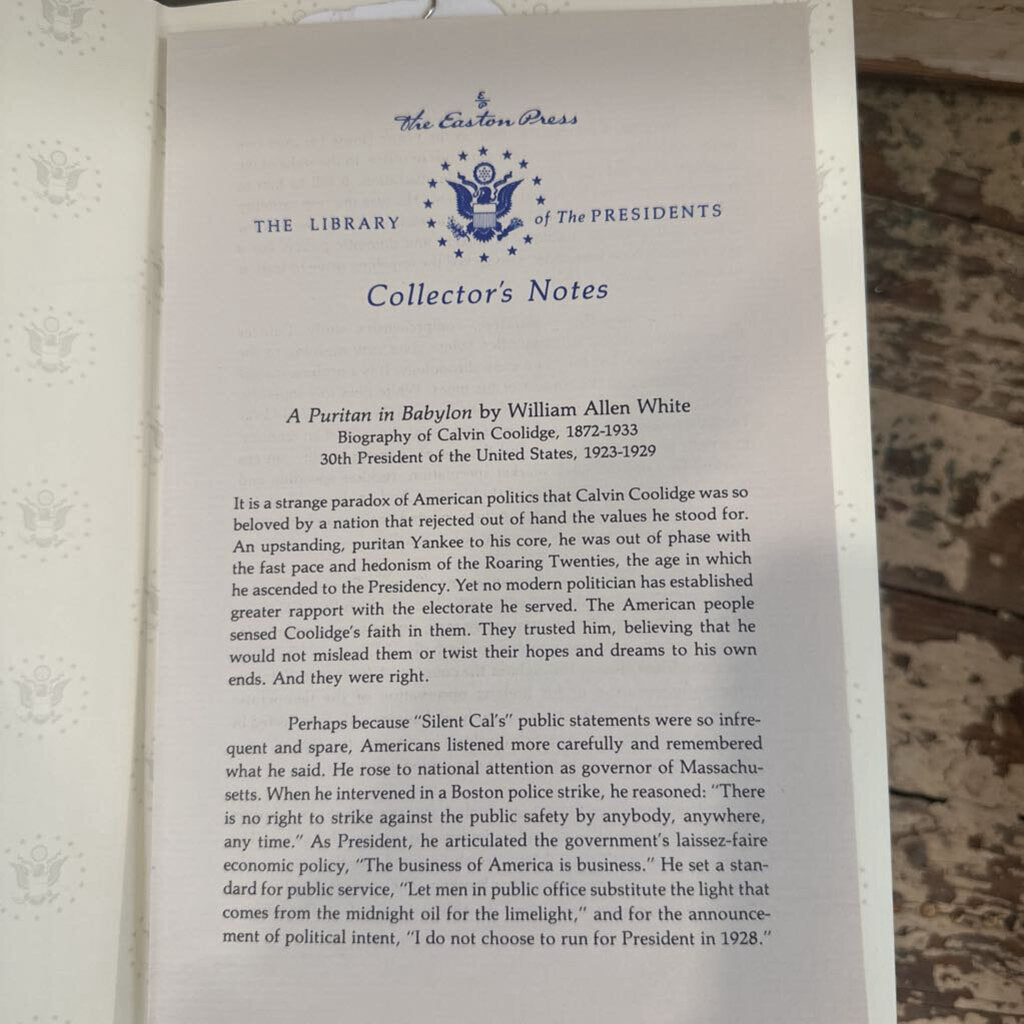 E/P
The Easton Press
THE LIBRARY of The PRESIDENTS
Collector's Notes
A Puritan in Babylon by William Allen White
Biography of Calvin Coolidge, 1872-1933
30th President of the United States, 1923-1929
It is a strange paradox of American politics that Calvin Coolidge was so
beloved by a nation that rejected out of hand the values he stood for.
An upstanding, puritan Yankee to his core, he was out of phase with
the fast pace and hedonism of the Roaring Twenties, the age in which
he ascended to the Presidency. Yet no modern politician has established
greater rapport with the electorate he served. The American people
sensed Coolidge's faith in them. They trusted him, believing that he
would not mislead them or twist their hopes and dreams to his own
ends. And they were right.
Perhaps because "Silent Cal's" public statements were so infre-
quent and spare, Americans listened more carefully and remembered
what he said. He rose to national attention as governor of Massachu-
setts. When he intervened in a Boston police strike, he reasoned: "There
is no right to strike against the public safety by anybody, anywhere,
any time." As President, he articulated the government's laissez-faire
economic policy, "The business of America is business." He set a stan-
dard for public service, "Let men in public office substitute the light that
comes from the midnight oil for the limelight," and for the announce-
ment of political intent, "I do not choose to run for President in 1928."